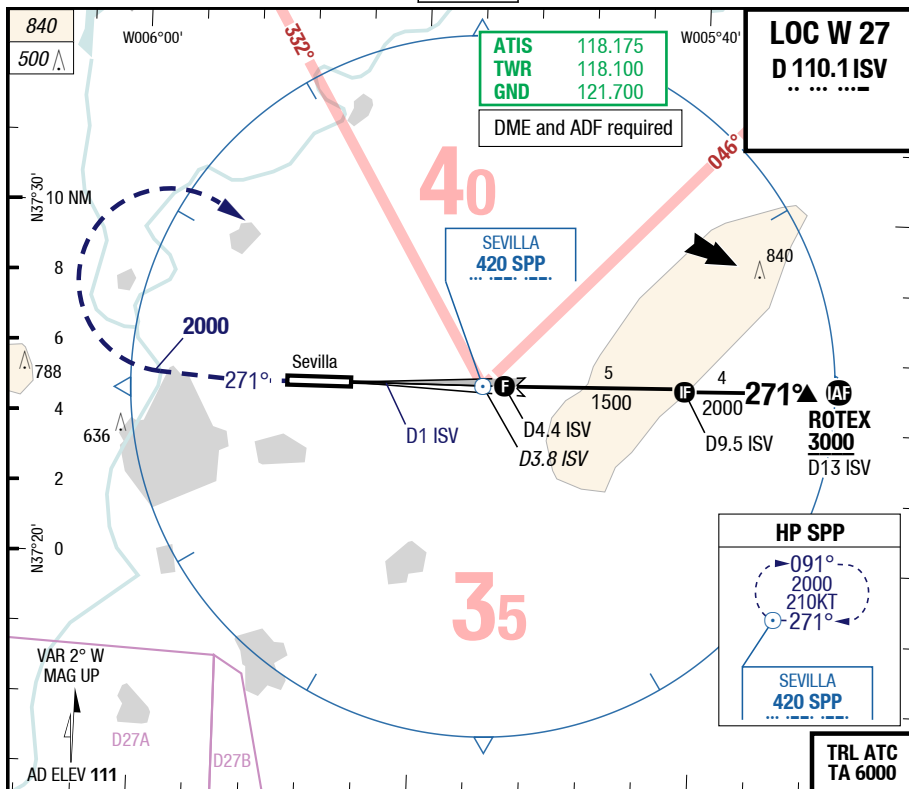 840
500
W006°00'
332°
ATIS 118.175
TWR 118.100
GND 121.700
DME and ADF required
W005°40'
LOC W 27
D 110.1 ISV
046°
40
N37°30'
10 NM
8
6
4
2
0
N37°20'
SEVILLA
420 SPP
840
2000
271°
Sevilla
788
636
D1 ISV
F
D4.4 ISV
D3.8 ISV
5
1500
IF
D9.5 ISV
4
2000
271°
IAF
ROTEX
3000
D13 ISV
35
HP SPP
091°
2000
210KT
271°
SEVILLA
420 SPP
VAR 2° W
MAG UP
AD ELEV 111
D27A
D27B
TRL ATC
TA 6000